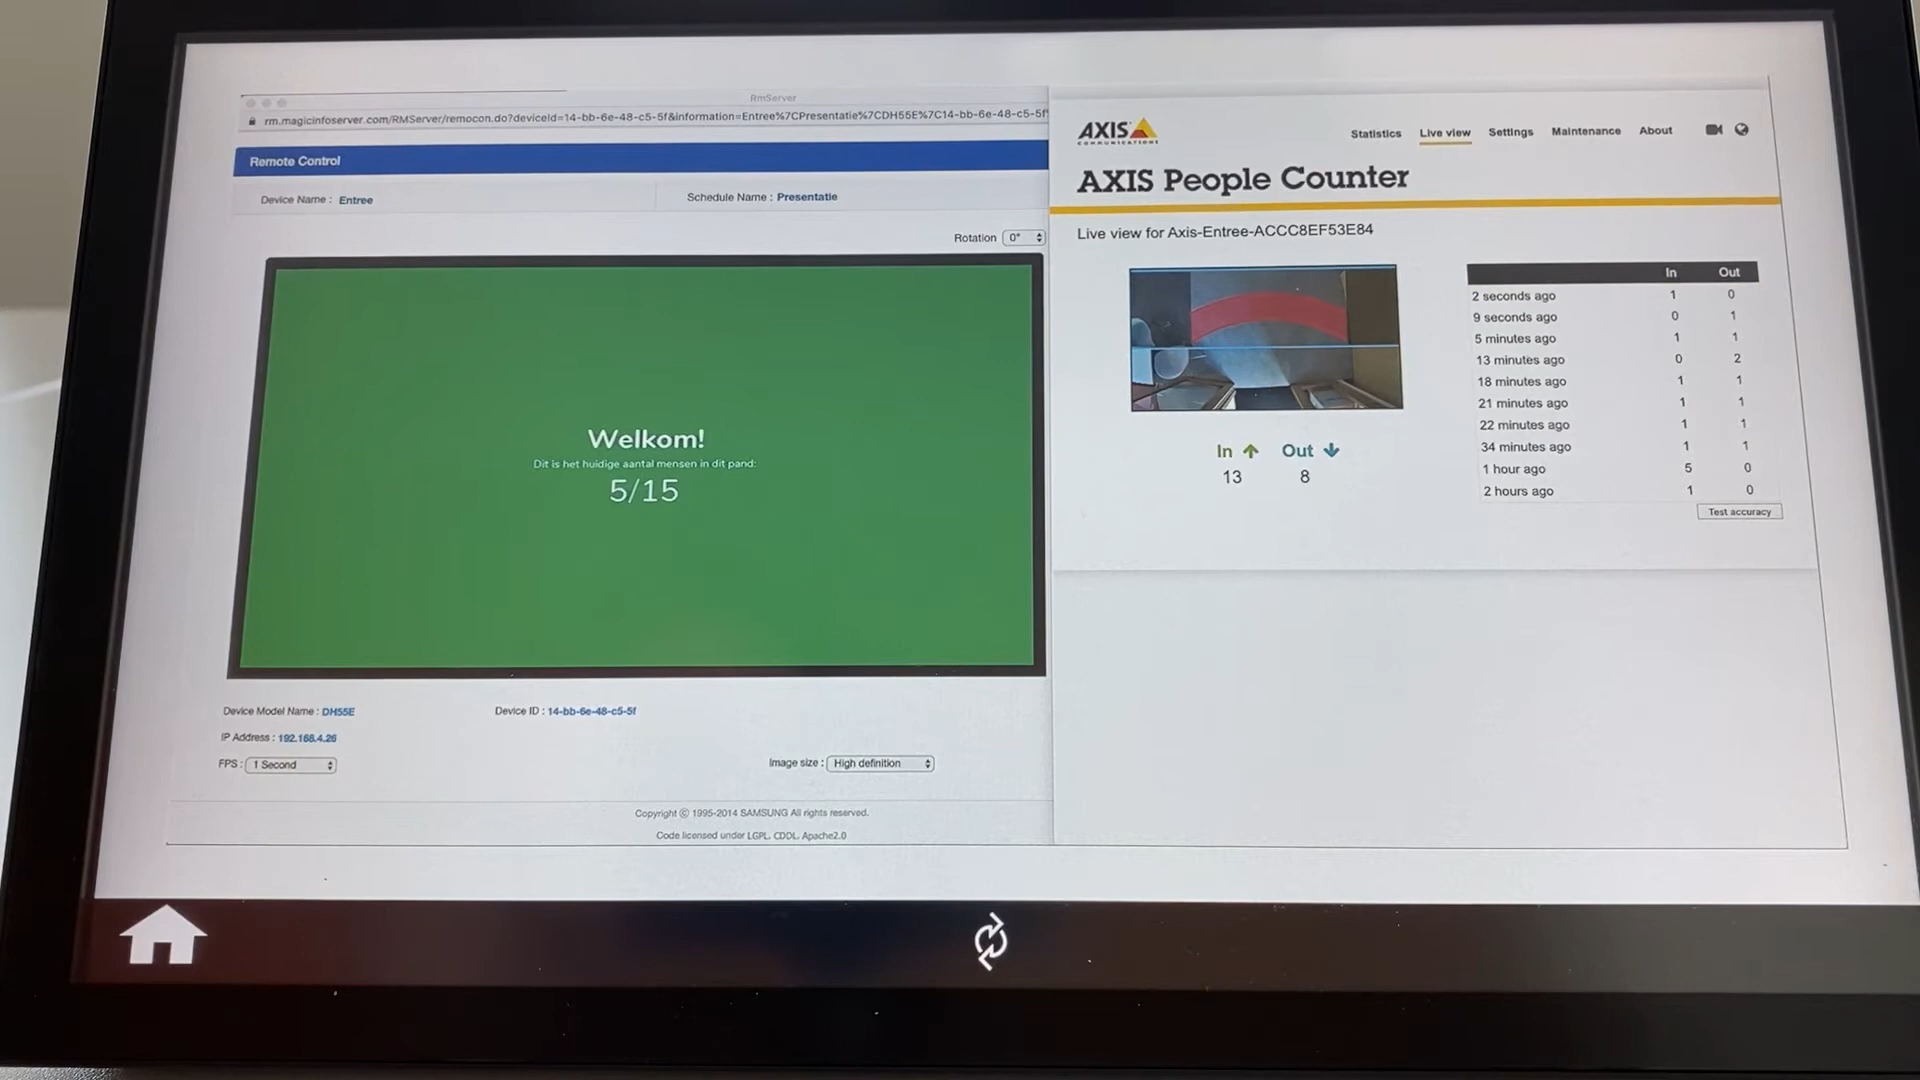 RmServer
rm.magicinfoserver.com/RMServer/remocon.do?deviceId=14-bb-6e-48-c5-5f&information=Entree%7CPresentatie%7CDH55E%7C14-bb-6e-48-c5-5f
Remote Control
Device Name : Entree
Schedule Name : Presentatie
Rotation 0°
Welkom!
Dit is het huidige aantal mensen in dit pand:
5/15
Device Model Name : DH55E
Device ID : 14-bb-6e-48-c5-5f
IP Address : 192.168.4.26
FPS : 1 Second
Image size : High definition
Copyright © 1995-2014 SAMSUNG All rights reserved.
Code licensed under LGPL, CDDL, Apache2.0
AXIS
COMMUNICATIONS
Statistics Live view Settings Maintenance About
AXIS People Counter
Live view for Axis-Entree-ACCC8EF53E84
In Out
13 8
In Out
2 seconds ago 1 0
9 seconds ago 0 1
5 minutes ago 1 1
13 minutes ago 0 2
18 minutes ago 1 1
21 minutes ago 1 1
22 minutes ago 1 1
34 minutes ago 1 1
1 hour ago 5 0
2 hours ago 1 0
Test accuracy